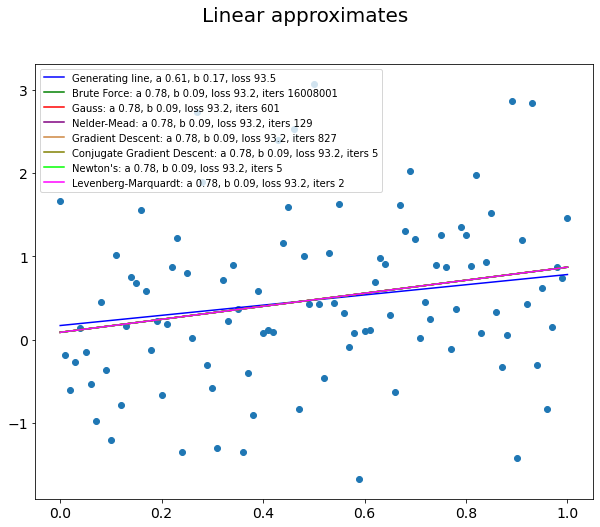 Linear approximates
Generating line, a 0.61, b 0.17, loss 93.5
Brute Force: a 0.78, b 0.09, loss 93.2, iters 16008001
Gauss: a 0.78, b 0.09, loss 93.2, iters 601
Nelder-Mead: a 0.78, b 0.09, loss 93.2, iters 129
Gradient Descent: a 0.78, b 0.09, loss 93.2, iters 827
Conjugate Gradient Descent: a 0.78, b 0.09, loss 93.2, iters 5
Newton's: a 0.78, b 0.09, loss 93.2, iters 5
Levenberg-Marquardt: a 0.78, b 0.09, loss 93.2, iters 2
3
2
1
0
−1
0.0 0.2 0.4 0.6 0.8 1.0